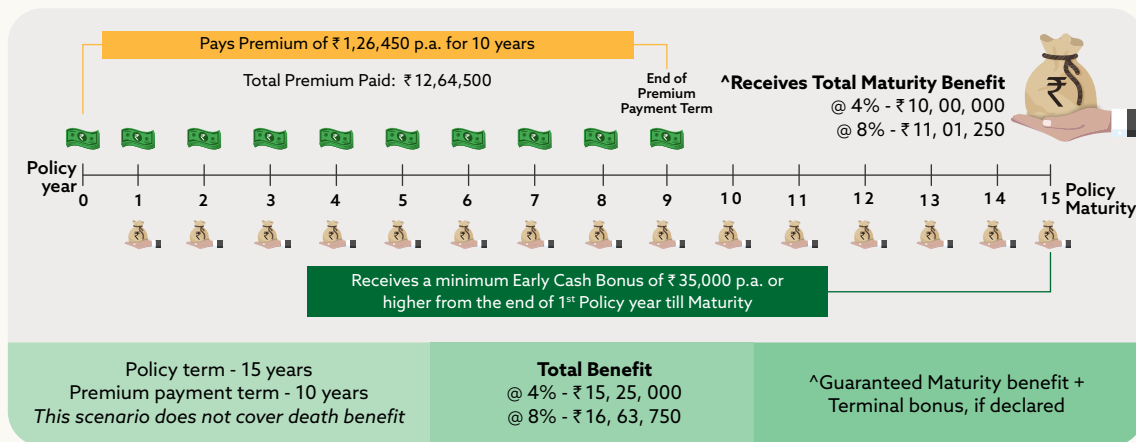 Pays Premium of ₹ 1,26,450 p.a. for 10 years
Total Premium Paid: ₹ 12,64,500
End of
Premium
Payment Term
^Receives Total Maturity Benefit
@ 4% - ₹ 10, 00, 000
@ 8% - ₹ 11, 01, 250
₹
Policy
year
0 1 2 3 4 5 6 7 8 9 10 11 12 13 14 15
Policy
Maturity
Receives a minimum Early Cash Bonus of ₹ 35,000 p.a. or
higher from the end of 1st Policy year till Maturity
Policy term - 15 years
Premium payment term - 10 years
This scenario does not cover death benefit
Total Benefit
@ 4% - ₹ 15, 25, 000
@ 8% - ₹ 16, 63, 750
^Guaranteed Maturity benefit +
Terminal bonus, if declared